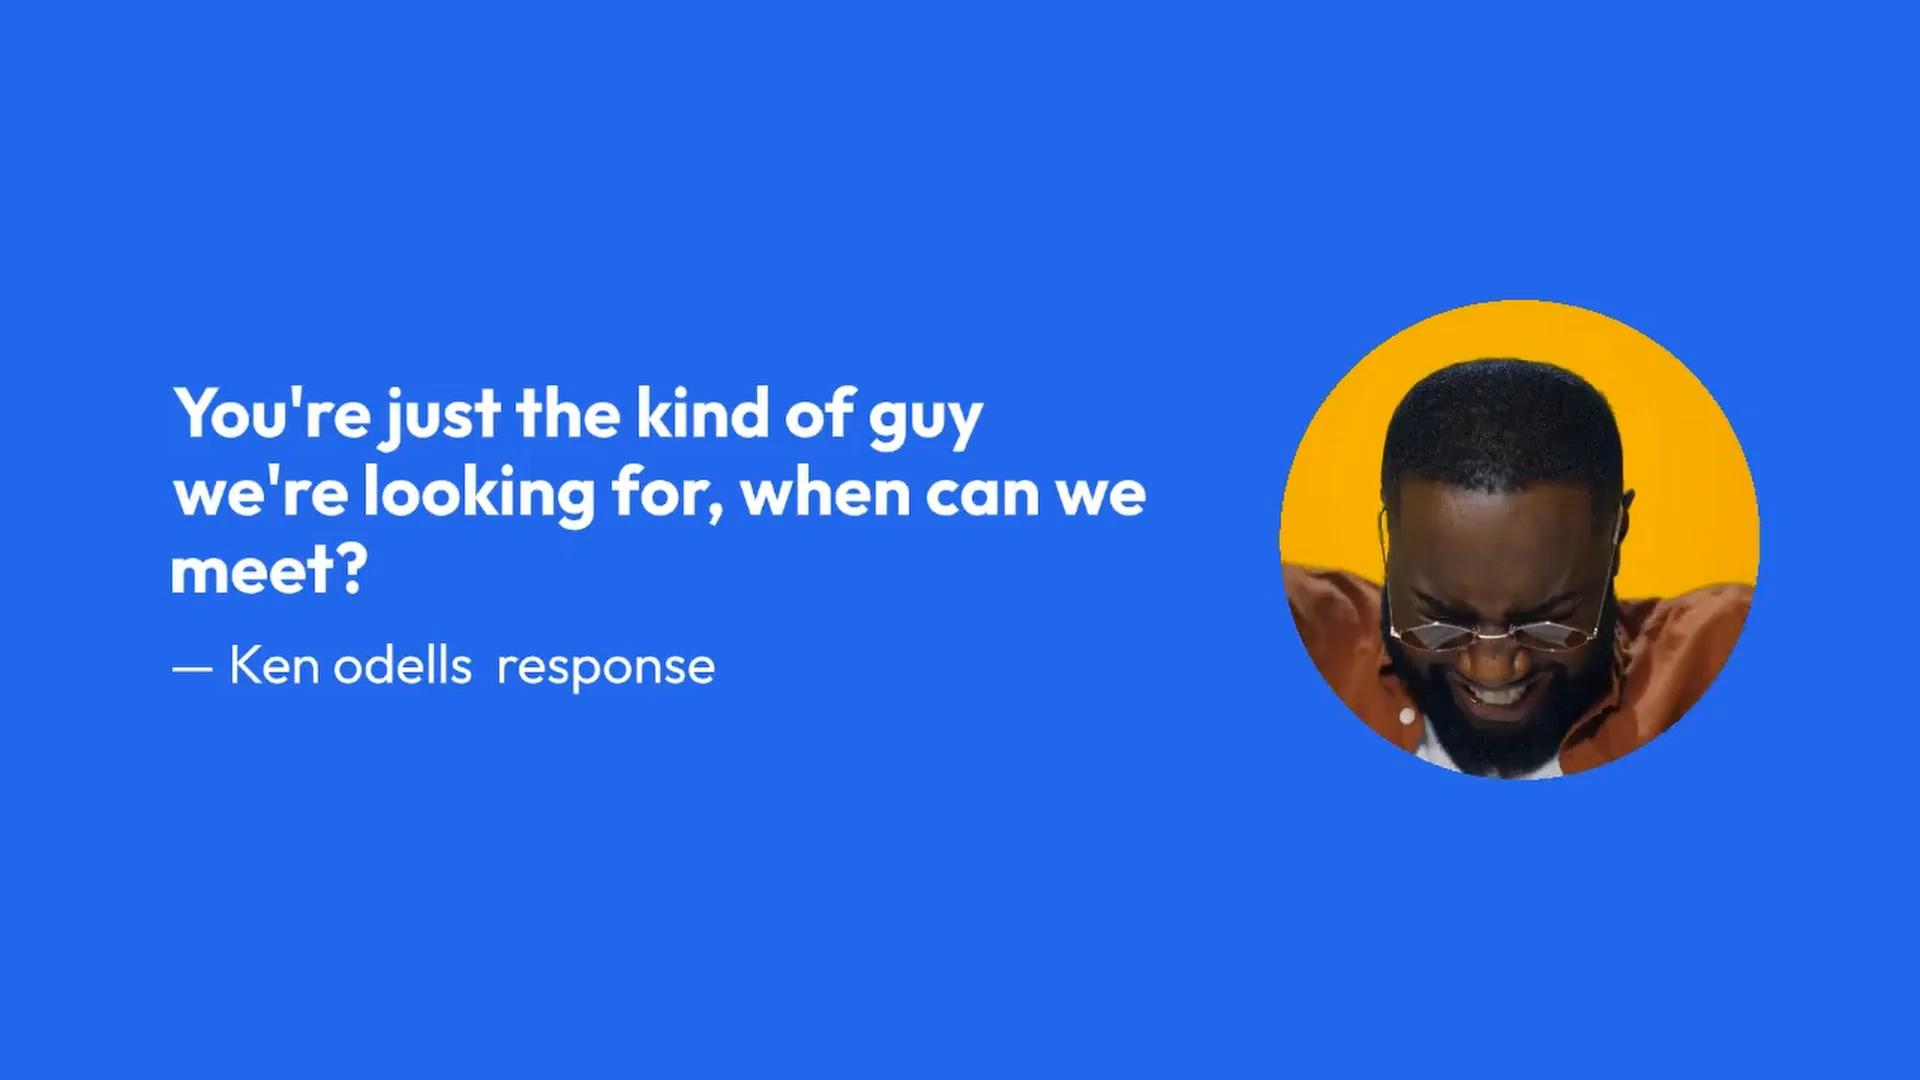 You're just the kind of guy
we're looking for, when can we
meet?
— Ken odells  response